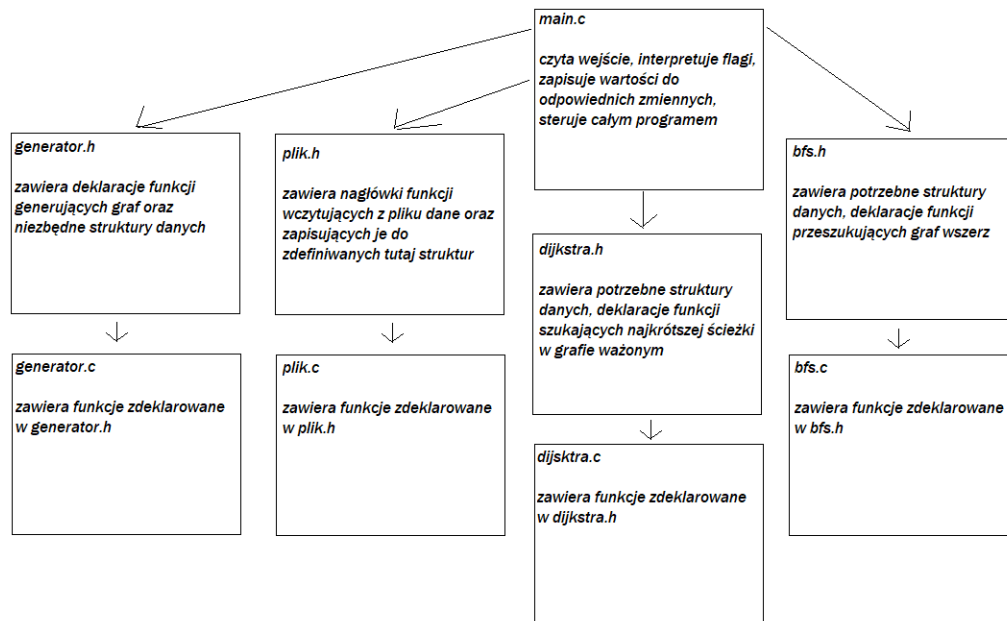 main.c
czyta wejście, interpretuje flagi,
zapisuje wartości do
odpowiednich zmiennych,
steruje całym programem
generator.h
zawiera deklaracje funkcji
generujących graf oraz
niezbędne struktury danych
plik.h
zawiera nagłówki funkcji
wczytujących z pliku dane oraz
zapisujących je do
zdefiniwanych tutaj struktur
dijkstra.h
zawiera potrzebne struktury
danych, deklaracje funkcji
szukających najkrótszej ścieżki
w grafie ważonym
bfs.h
zawiera potrzebne struktury
danych, deklaracje funkcji
przeszukujących graf wszerz
generator.c
zawiera funkcje zdeklarowane
w generator.h
plik.c
zawiera funkcje zdeklarowane
w plik.h
dijsktra.c
zawiera funkcje zdeklarowane
w dijkstra.h
bfs.c
zawiera funkcje zdeklarowane
w bfs.h